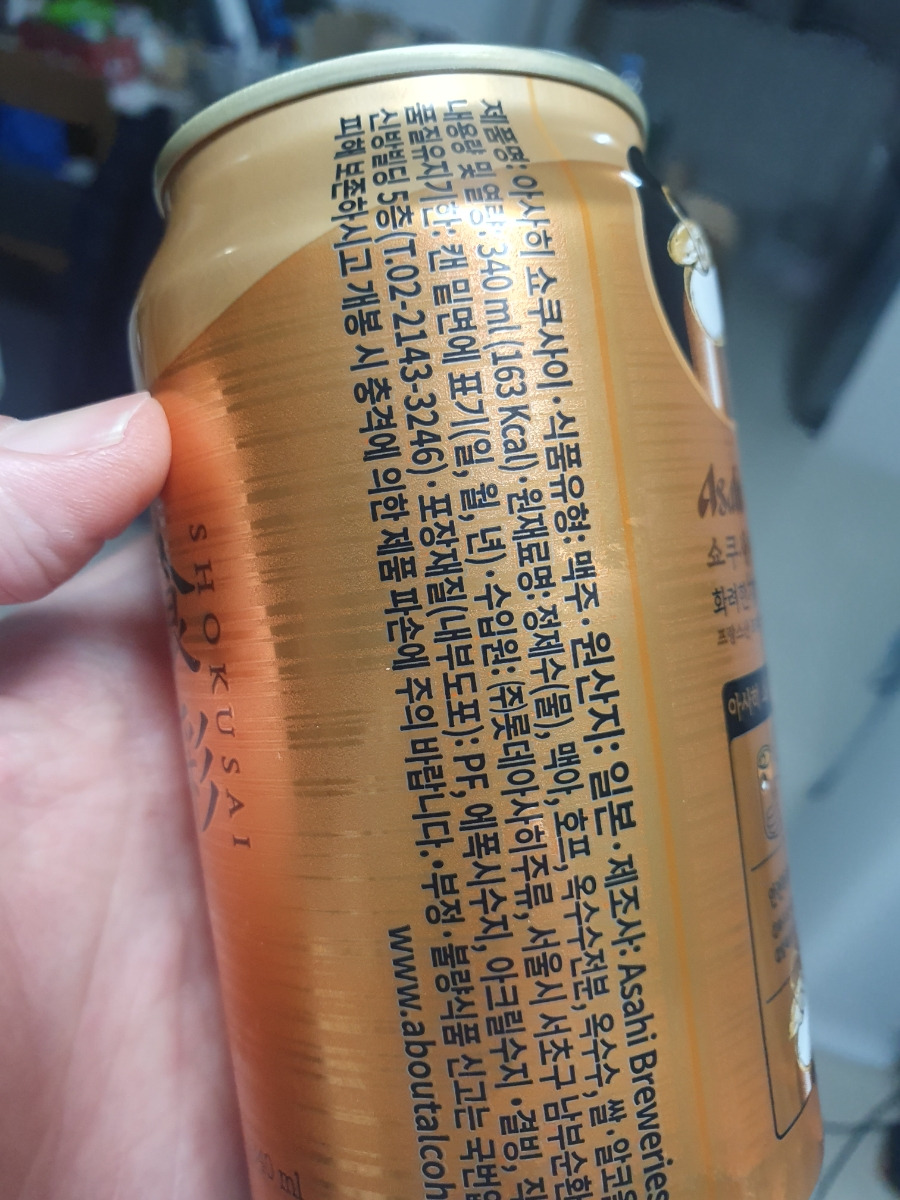 제품명: 아사히 쇼쿠사이 · 식품유형: 맥주 · 원산지: 일본 · 제조사: Asahi Breweries
내용량 및 열량: 340 ml (163 Kcal) · 원재료명: 정제수(물), 맥아, 호프, 옥수수전분, 옥수수, 쌀 · 알코올
품질유지기한: 캔 밑면에 표기(일, 월, 년) · 수입원: (주)롯데아사히주류, 서울시 서초구 남부순환
신방빌딩 5층 (T.02-2143-3246) · 포장재질(내부도포): PF, 에폭시수지, 아크릴수지 · 결빙, 직
피해 보존하시고 개봉 시 충격에 의한 제품 파손에 주의 바랍니다. · 부정·불량식품 신고는 국번없
www.aboutalcoh
SHOKUSAI
彩
쇼쿠
아사히
ml